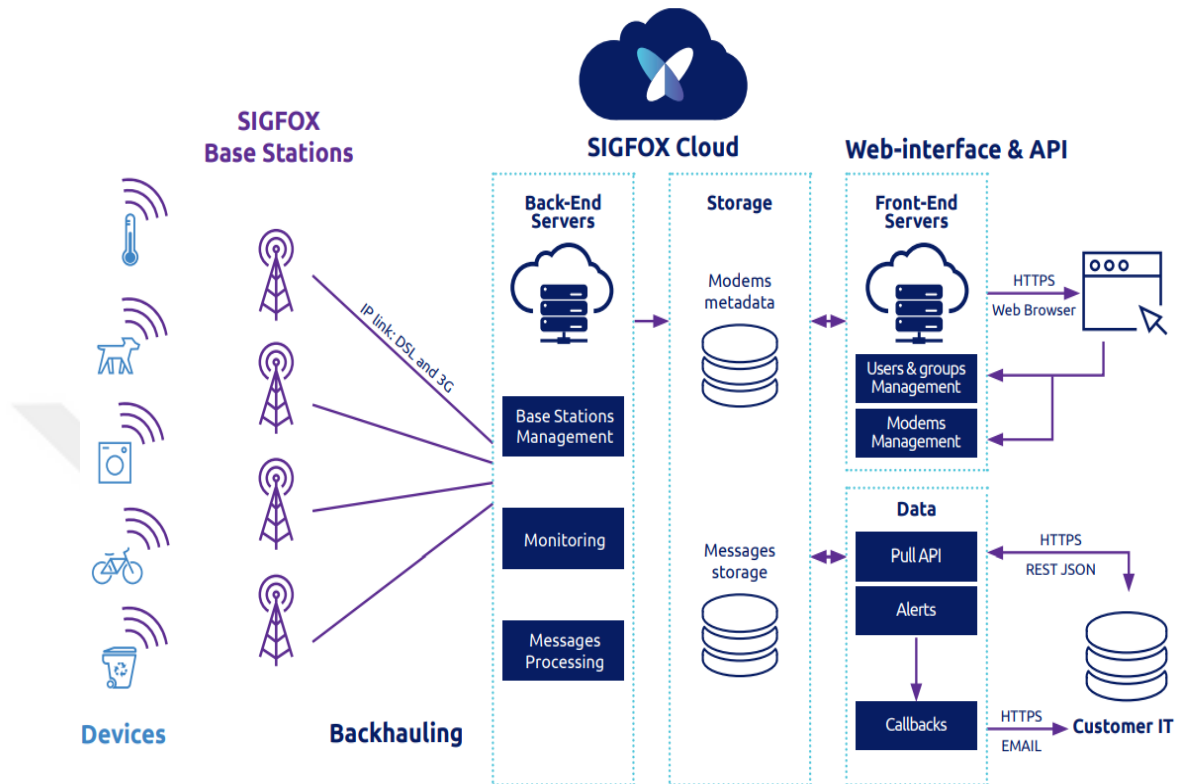 SIGFOX
Base Stations
SIGFOX Cloud
Web-interface & API
Back-End
Servers
Storage
Front-End
Servers
Modems
metadata
HTTPS
Web Browser
IP link: DSL and 3G
Users & groups
Management
Base Stations
Management
Modems
Management
Data
Monitoring
Messages
storage
Pull API
HTTPS
REST JSON
Alerts
Messages
Processing
Devices
Backhauling
Callbacks
HTTPS
EMAIL
Customer IT